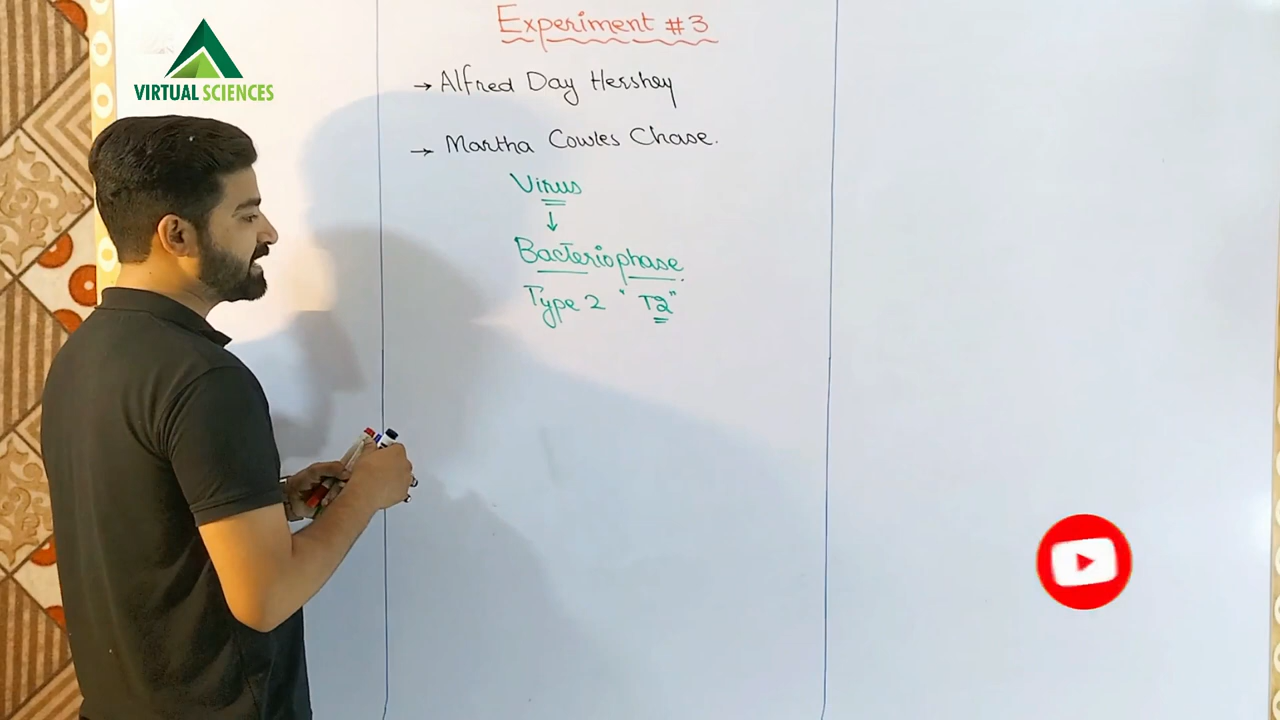 VIRTUAL SCIENCES
Experiment #3
→ Alfred Day Hershey
→ Martha Cowles Chase.
Virus
↓
Bacteriophase.
Type 2 "T2"